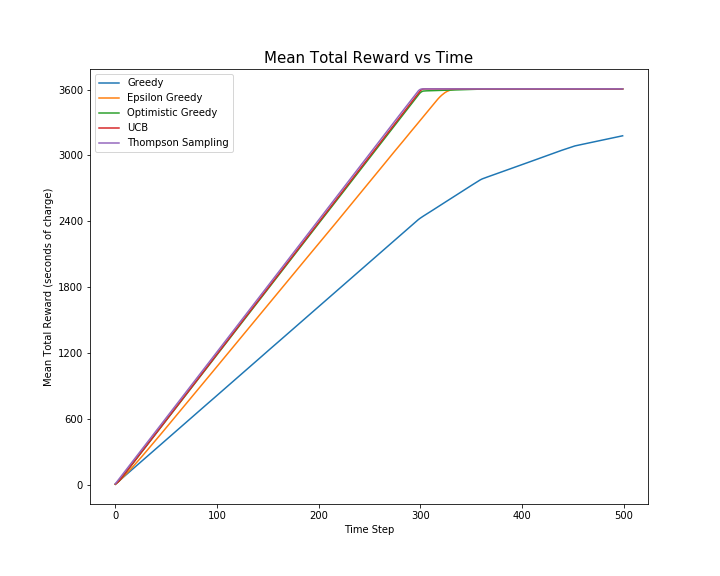 Mean Total Reward vs Time
Greedy
Epsilon Greedy
Optimistic Greedy
UCB
Thompson Sampling
Mean Total Reward (seconds of charge)
3600
3000
2400
1800
1200
600
0
0 100 200 300 400 500
Time Step